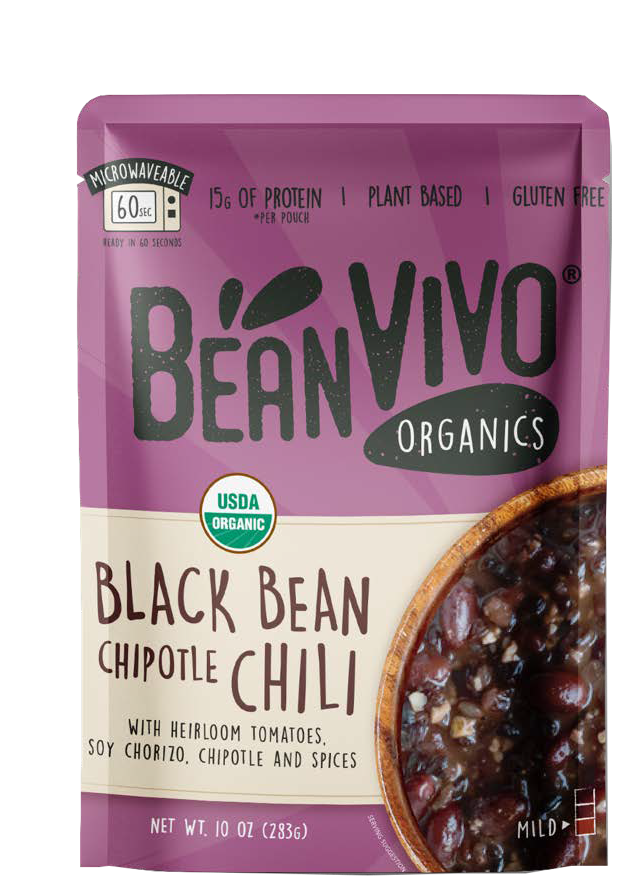 MICROWAVEABLE
60SEC
READY IN 60 SECONDS
15G OF PROTEIN | PLANT BASED | GLUTEN FREE
*PER POUCH
BEANVIVO®
ORGANICS
USDA
ORGANIC
BLACK BEAN
CHIPOTLE CHILI
WITH HEIRLOOM TOMATOES,
SOY CHORIZO, CHIPOTLE AND SPICES
NET WT. 10 OZ (283G)
SERVING SUGGESTION
MILD